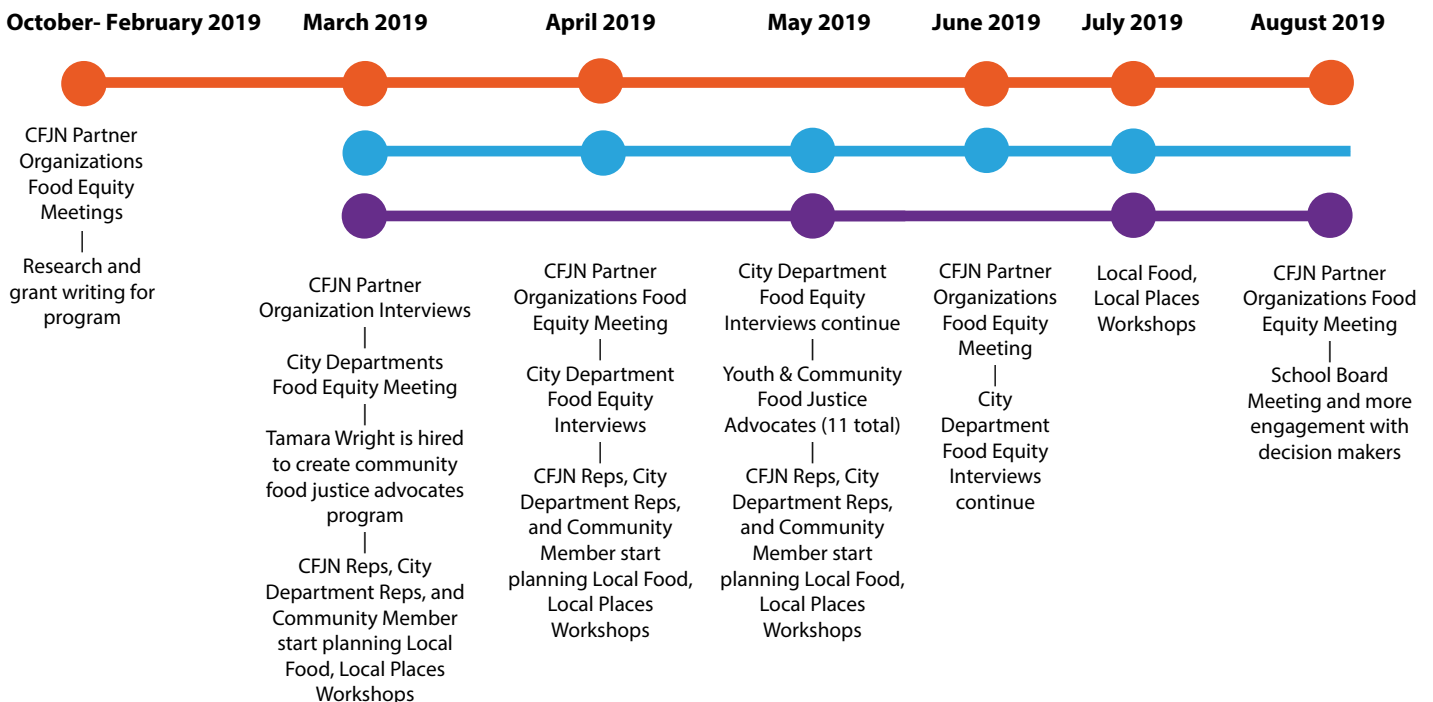 October- February 2019
March 2019
April 2019
May 2019
June 2019
July 2019
August 2019
CFJN Partner
Organizations
Food Equity
Meetings
|
Research and
grant writing for
program
CFJN Partner
Organization Interviews
|
City Departments
Food Equity Meeting
|
Tamara Wright is hired
to create community
food justice advocates
program
|
CFJN Reps, City
Department Reps, and
Community Member
start planning Local
Food, Local Places
Workshops
CFJN Partner
Organizations Food
Equity Meeting
|
City Department
Food Equity
Interviews
|
CFJN Reps, City
Department Reps,
and Community
Member start
planning Local Food,
Local Places
Workshops
City Department
Food Equity
Interviews continue
|
Youth & Community
Food Justice
Advocates (11 total)
|
CFJN Reps, City
Department Reps,
and Community
Member start
planning Local Food,
Local Places
Workshops
CFJN Partner
Organizations
Food Equity
Meeting
|
City
Department
Food Equity
Interviews
continue
Local Food,
Local Places
Workshops
CFJN Partner
Organizations Food
Equity Meeting
|
School Board
Meeting and more
engagement with
decision makers